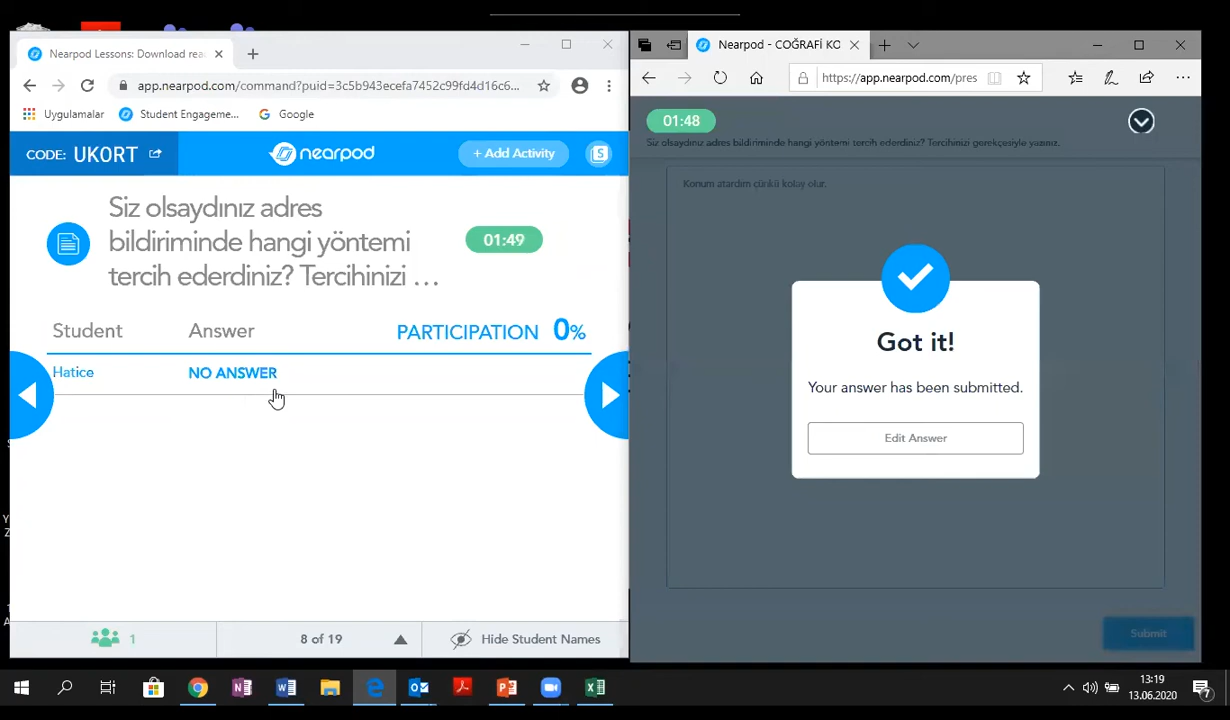 Nearpod Lessons: Download rea
app.nearpod.com/command?puid=3c5b943ecefa7452c99fd4d16c6...
Uygulamalar
Student Engageme...
Google
CODE: UKORT
nearpod
+ Add Activity
S
Siz olsaydınız adres
bildiriminde hangi yöntemi
tercih ederdiniz? Tercihinizi ...
01:49
Student Answer PARTICIPATION 0%
Hatice NO ANSWER
1
8 of 19
Hide Student Names
Nearpod - COĞRAFİ KO
https://app.nearpod.com/pres
01:48
Siz olsaydınız adres bildiriminde hangi yöntemi tercih ederdiniz? Tercihinizi gerekçesiyle yazınız.
Konum atardım çünkü kolay olur.
Got it!
Your answer has been submitted.
Edit Answer
Submit
13:19
13.06.2020
7